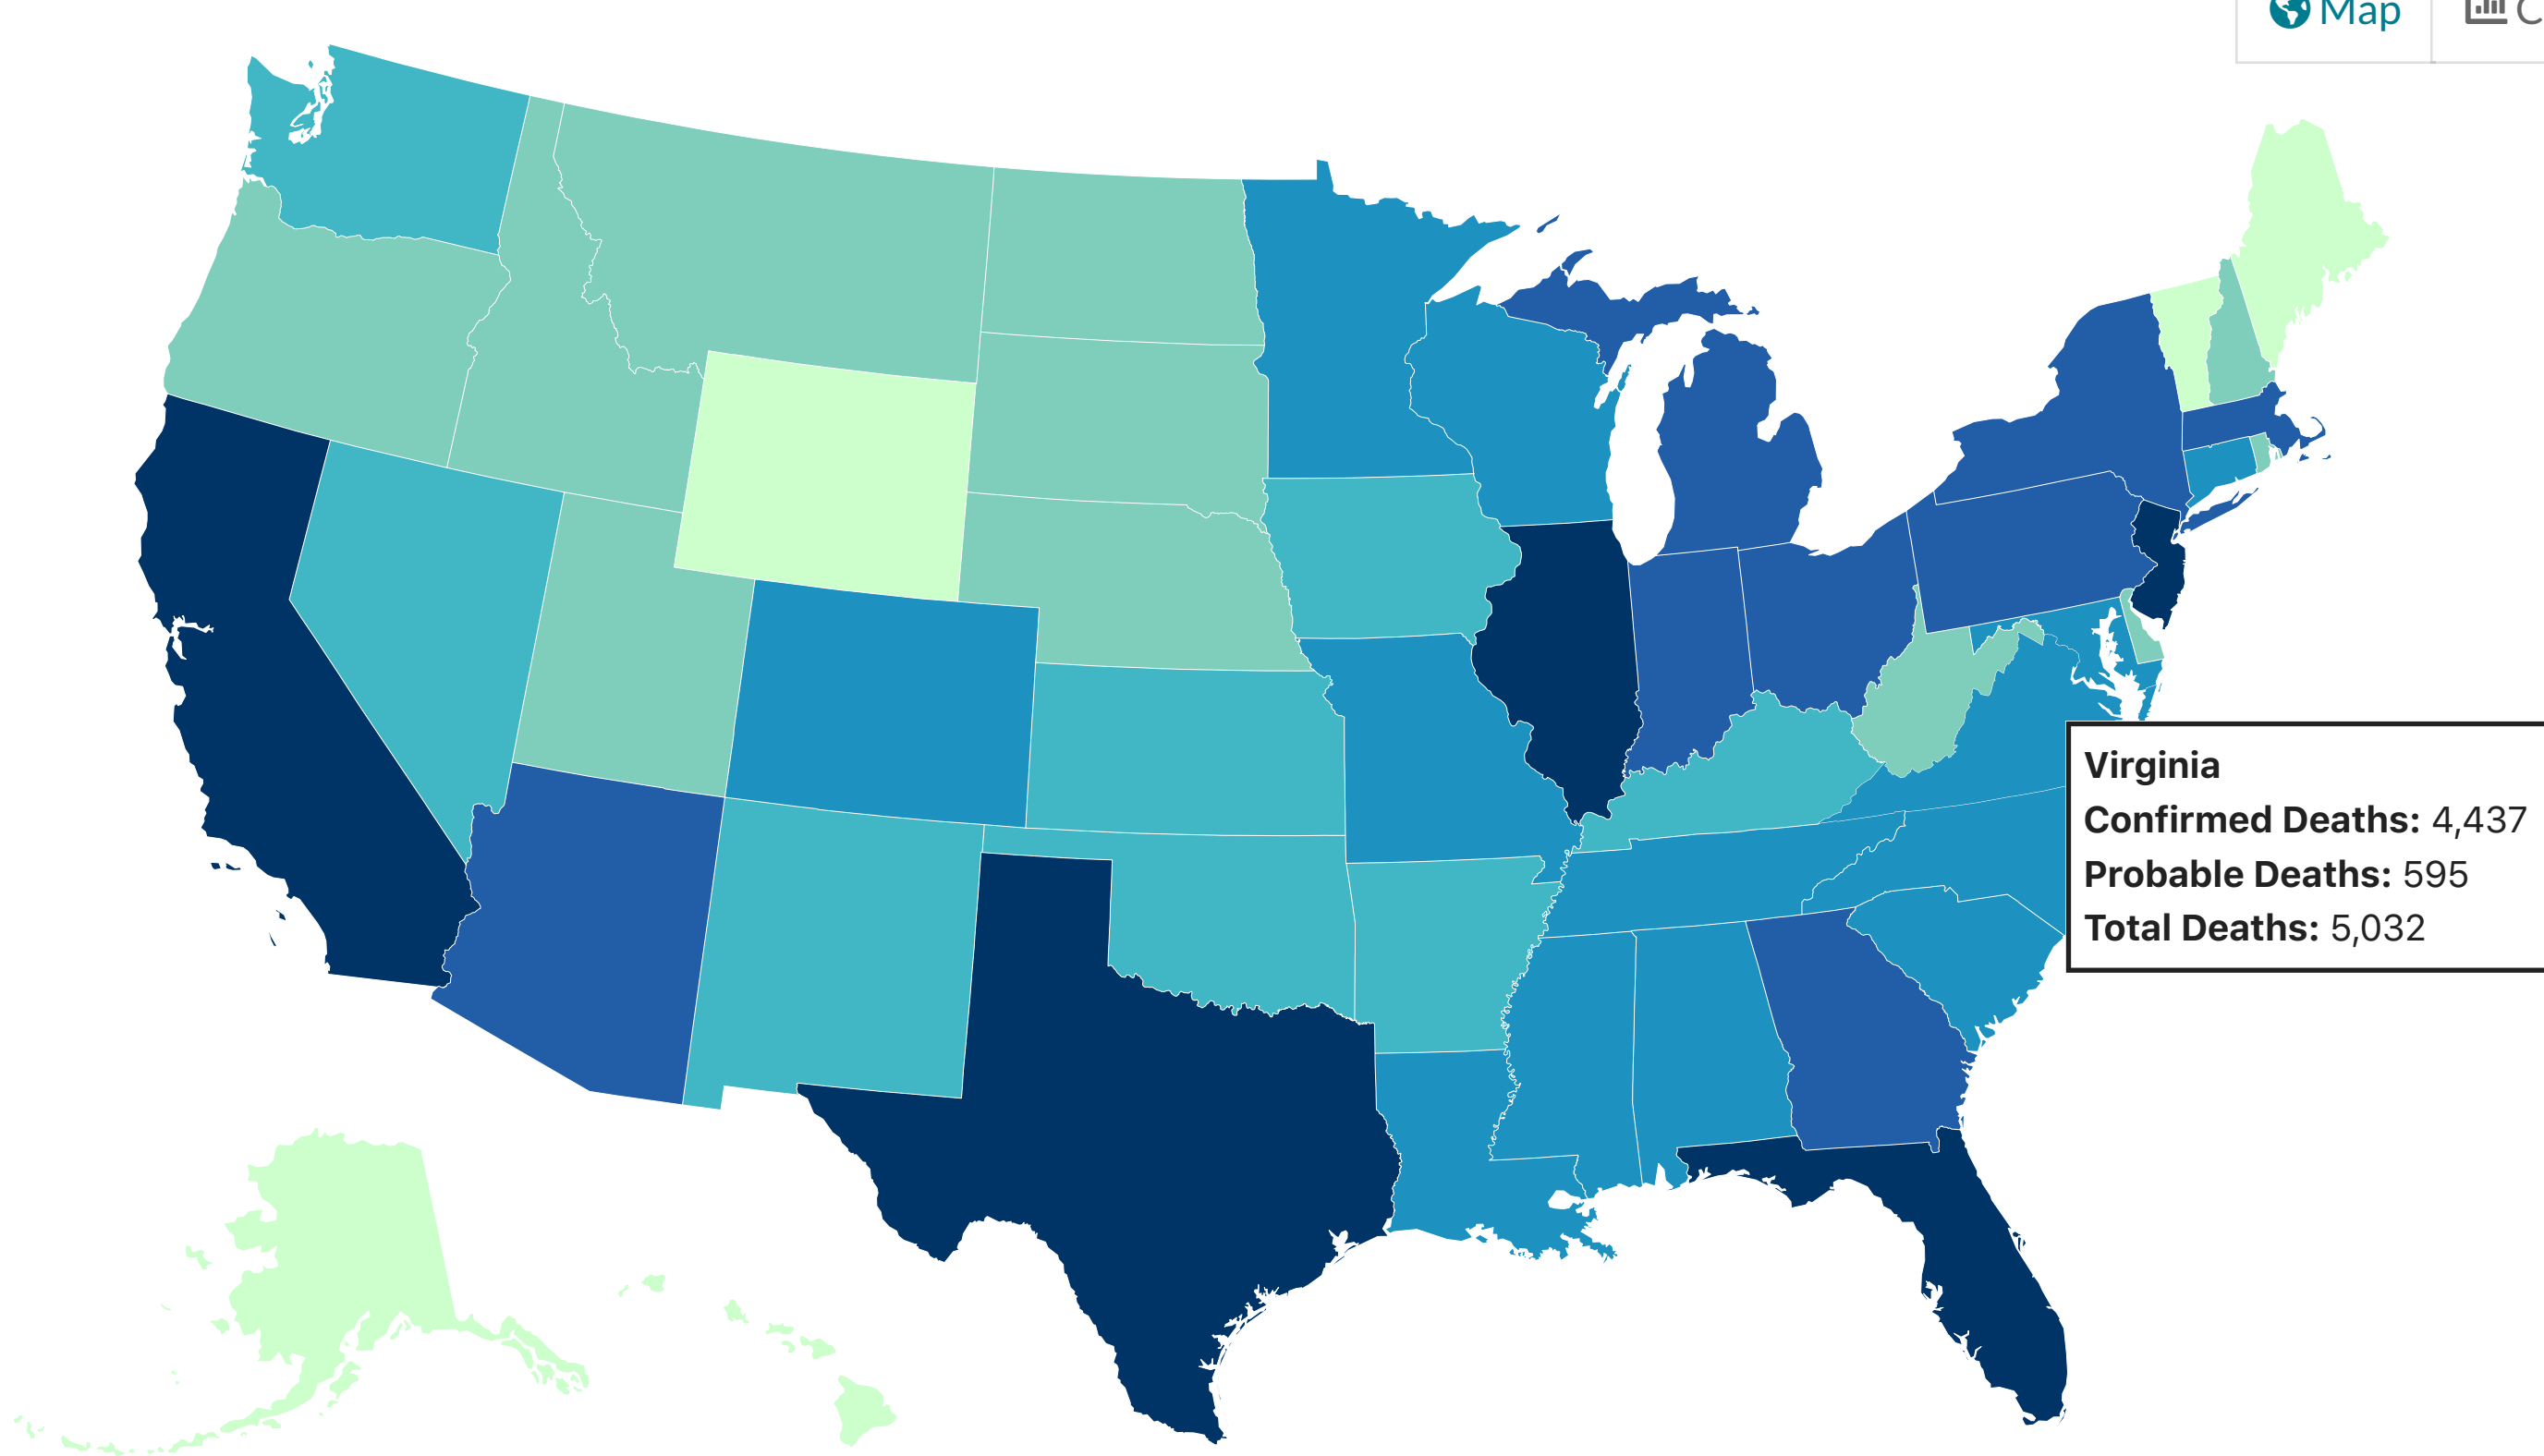 Map
Virginia
Confirmed Deaths: 4,437
Probable Deaths: 595
Total Deaths: 5,032